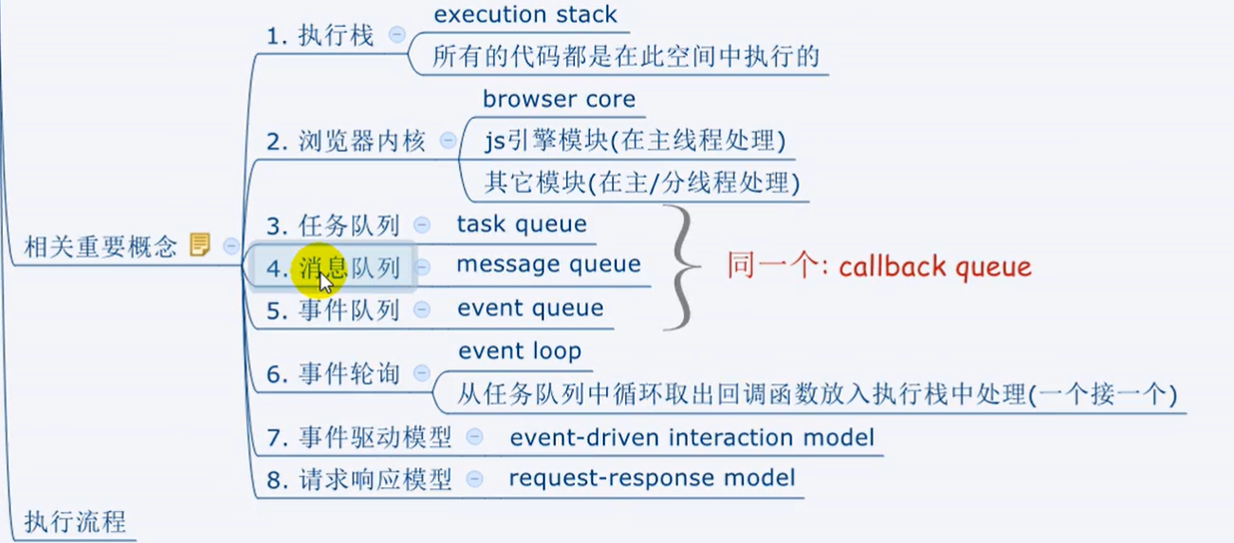 execution stack
1. 执行栈
所有的代码都是在此空间中执行的
browser core
2. 浏览器内核
js引擎模块(在主线程处理)
其它模块(在主/分线程处理)
3. 任务队列
task queue
相关重要概念
4. 消息队列
message queue
同一个: callback queue
5. 事件队列
event queue
event loop
6. 事件轮询
从任务队列中循环取出回调函数放入执行栈中处理(一个接一个)
7. 事件驱动模型
event-driven interaction model
8. 请求响应模型
request-response model
执行流程